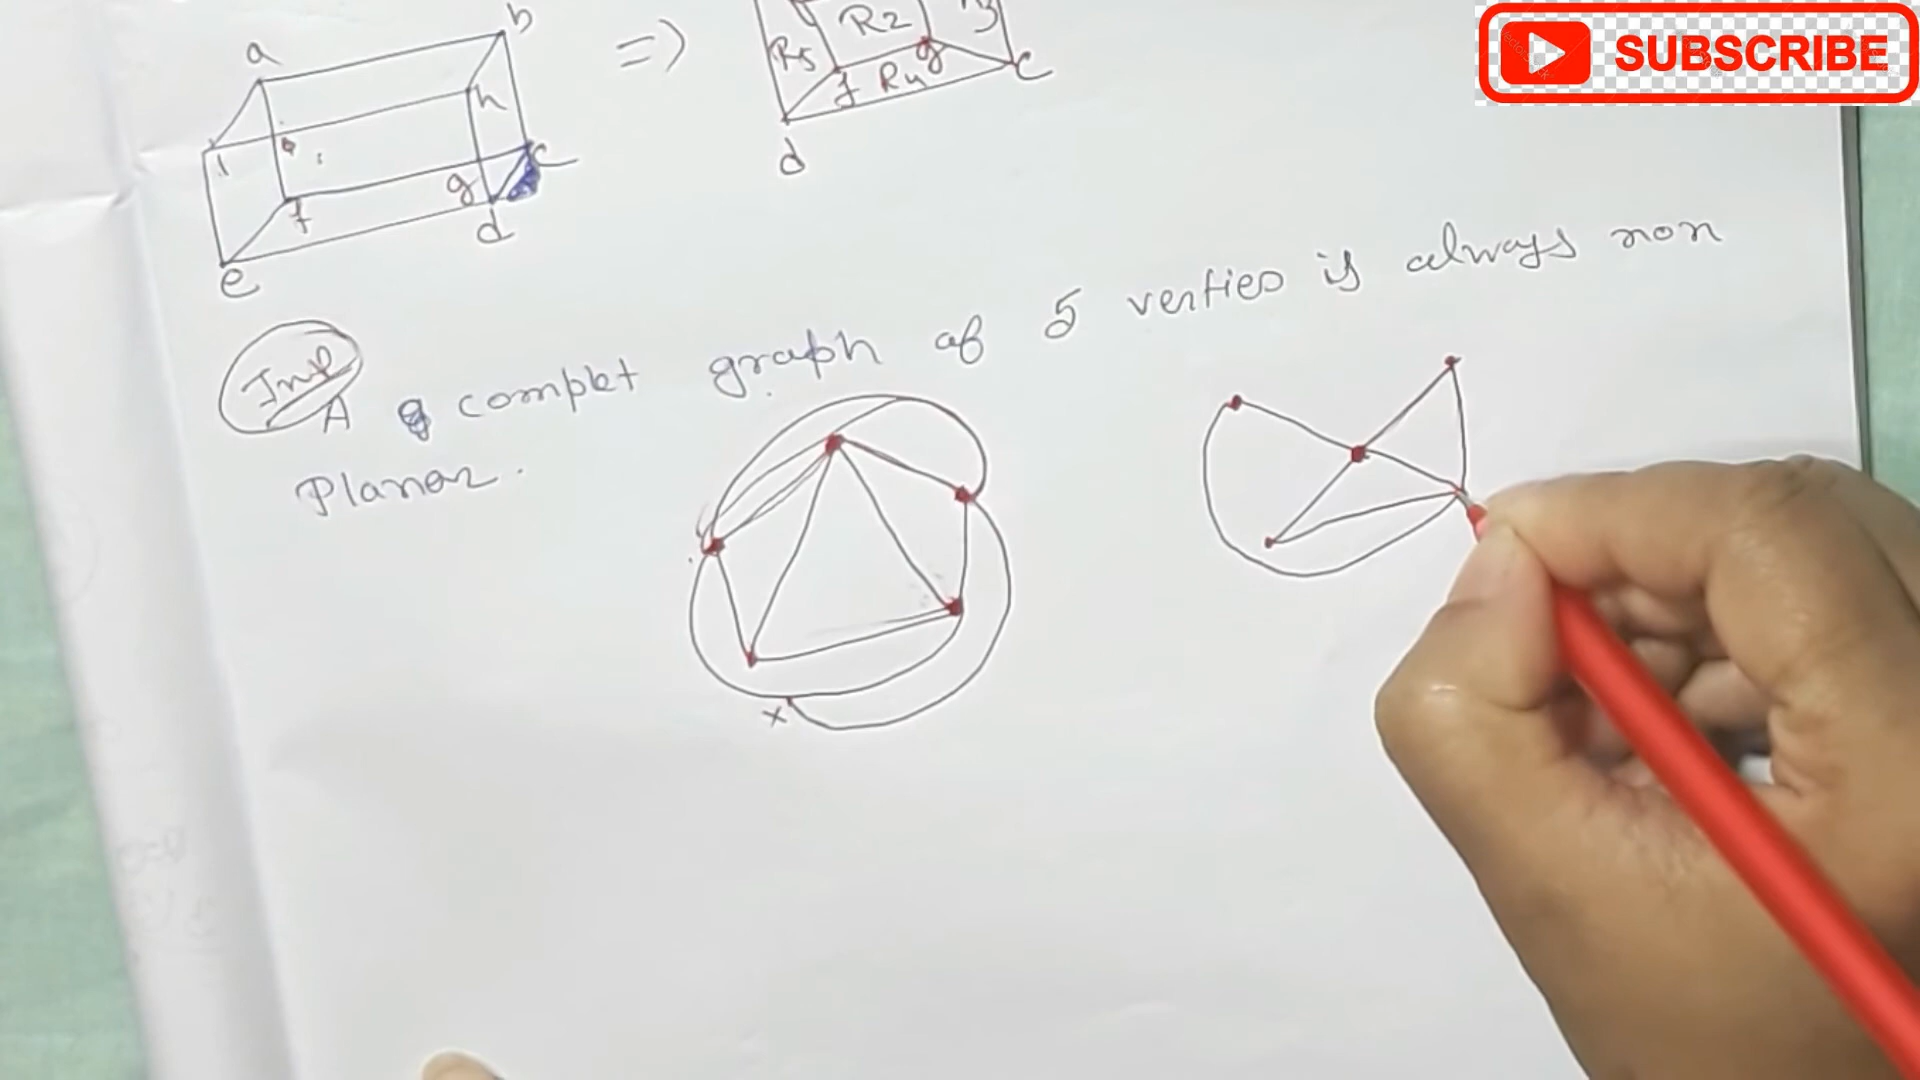 SUBSCRIBE
a
b
=>
R2
R5
R4
f
g
c
d
h
i
g
c
f
d
e
Imp
A complet graph of 5 verties is always non
Planar.
x